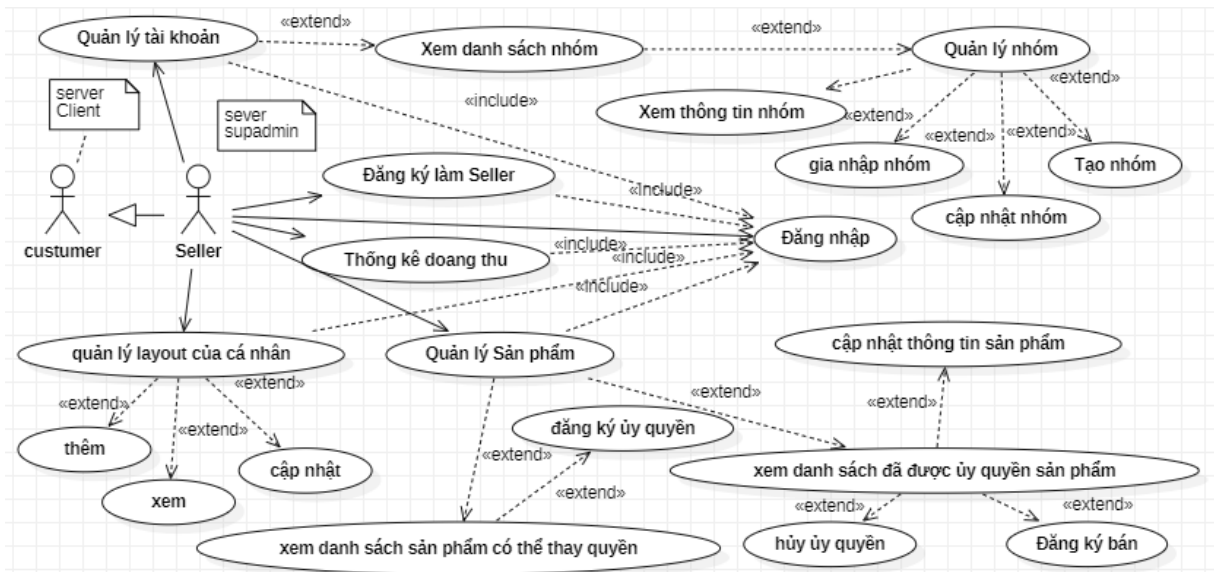 Quản lý tài khoản
«extend»
Xem danh sách nhóm
«extend»
Quản lý nhóm
server
Client
sever
supadmin
«include»
Xem thông tin nhóm
«extend»
«extend»
«extend»
«extend»
gia nhập nhóm
Tạo nhóm
cập nhật nhóm
custumer
Seller
Đăng ký làm Seller
«include»
Đăng nhập
Thống kê doang thu
«include»
«include»
«include»
quản lý layout của cá nhân
Quản lý Sản phẩm
cập nhật thông tin sản phẩm
«extend»
«extend»
«extend»
thêm
xem
cập nhật
«extend»
«extend»
đăng ký ủy quyền
«extend»
«extend»
xem danh sách đã được ủy quyền sản phẩm
xem danh sách sản phẩm có thể thay quyền
«extend»
«extend»
hủy ủy quyền
Đăng ký bán